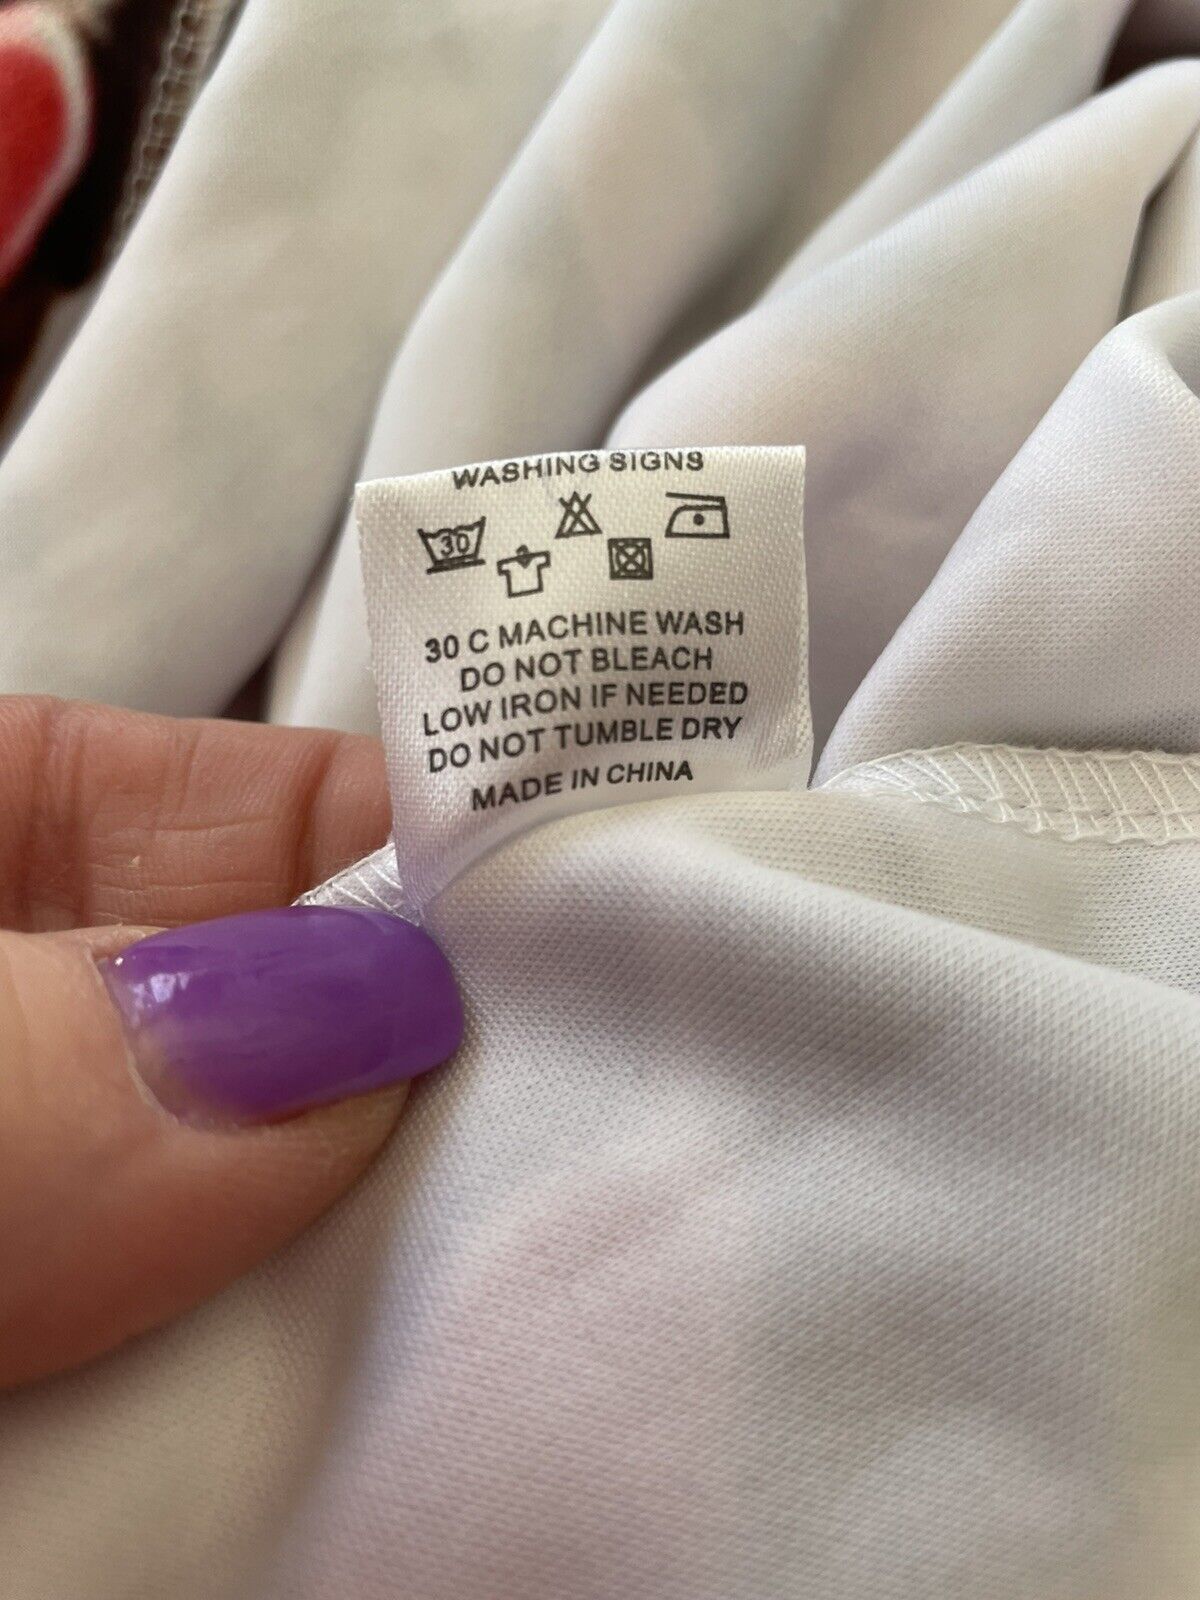 WASHING SIGNS
30
30 C MACHINE WASH
DO NOT BLEACH
LOW IRON IF NEEDED
DO NOT TUMBLE DRY
MADE IN CHINA